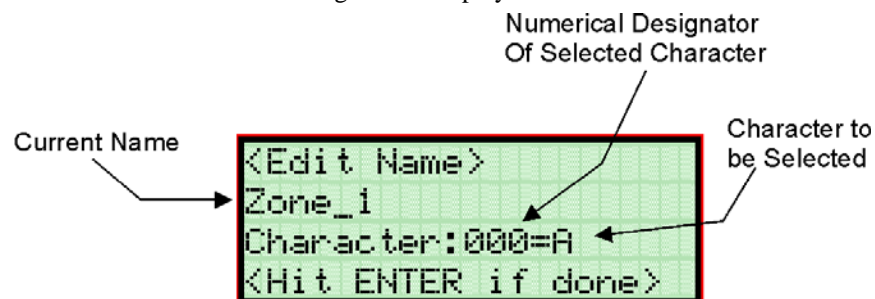 Numerical Designator
Of Selected Character
Current Name
Character to
be Selected
<Edit Name>
Zone_1
Character:000=A
<Hit ENTER if done>